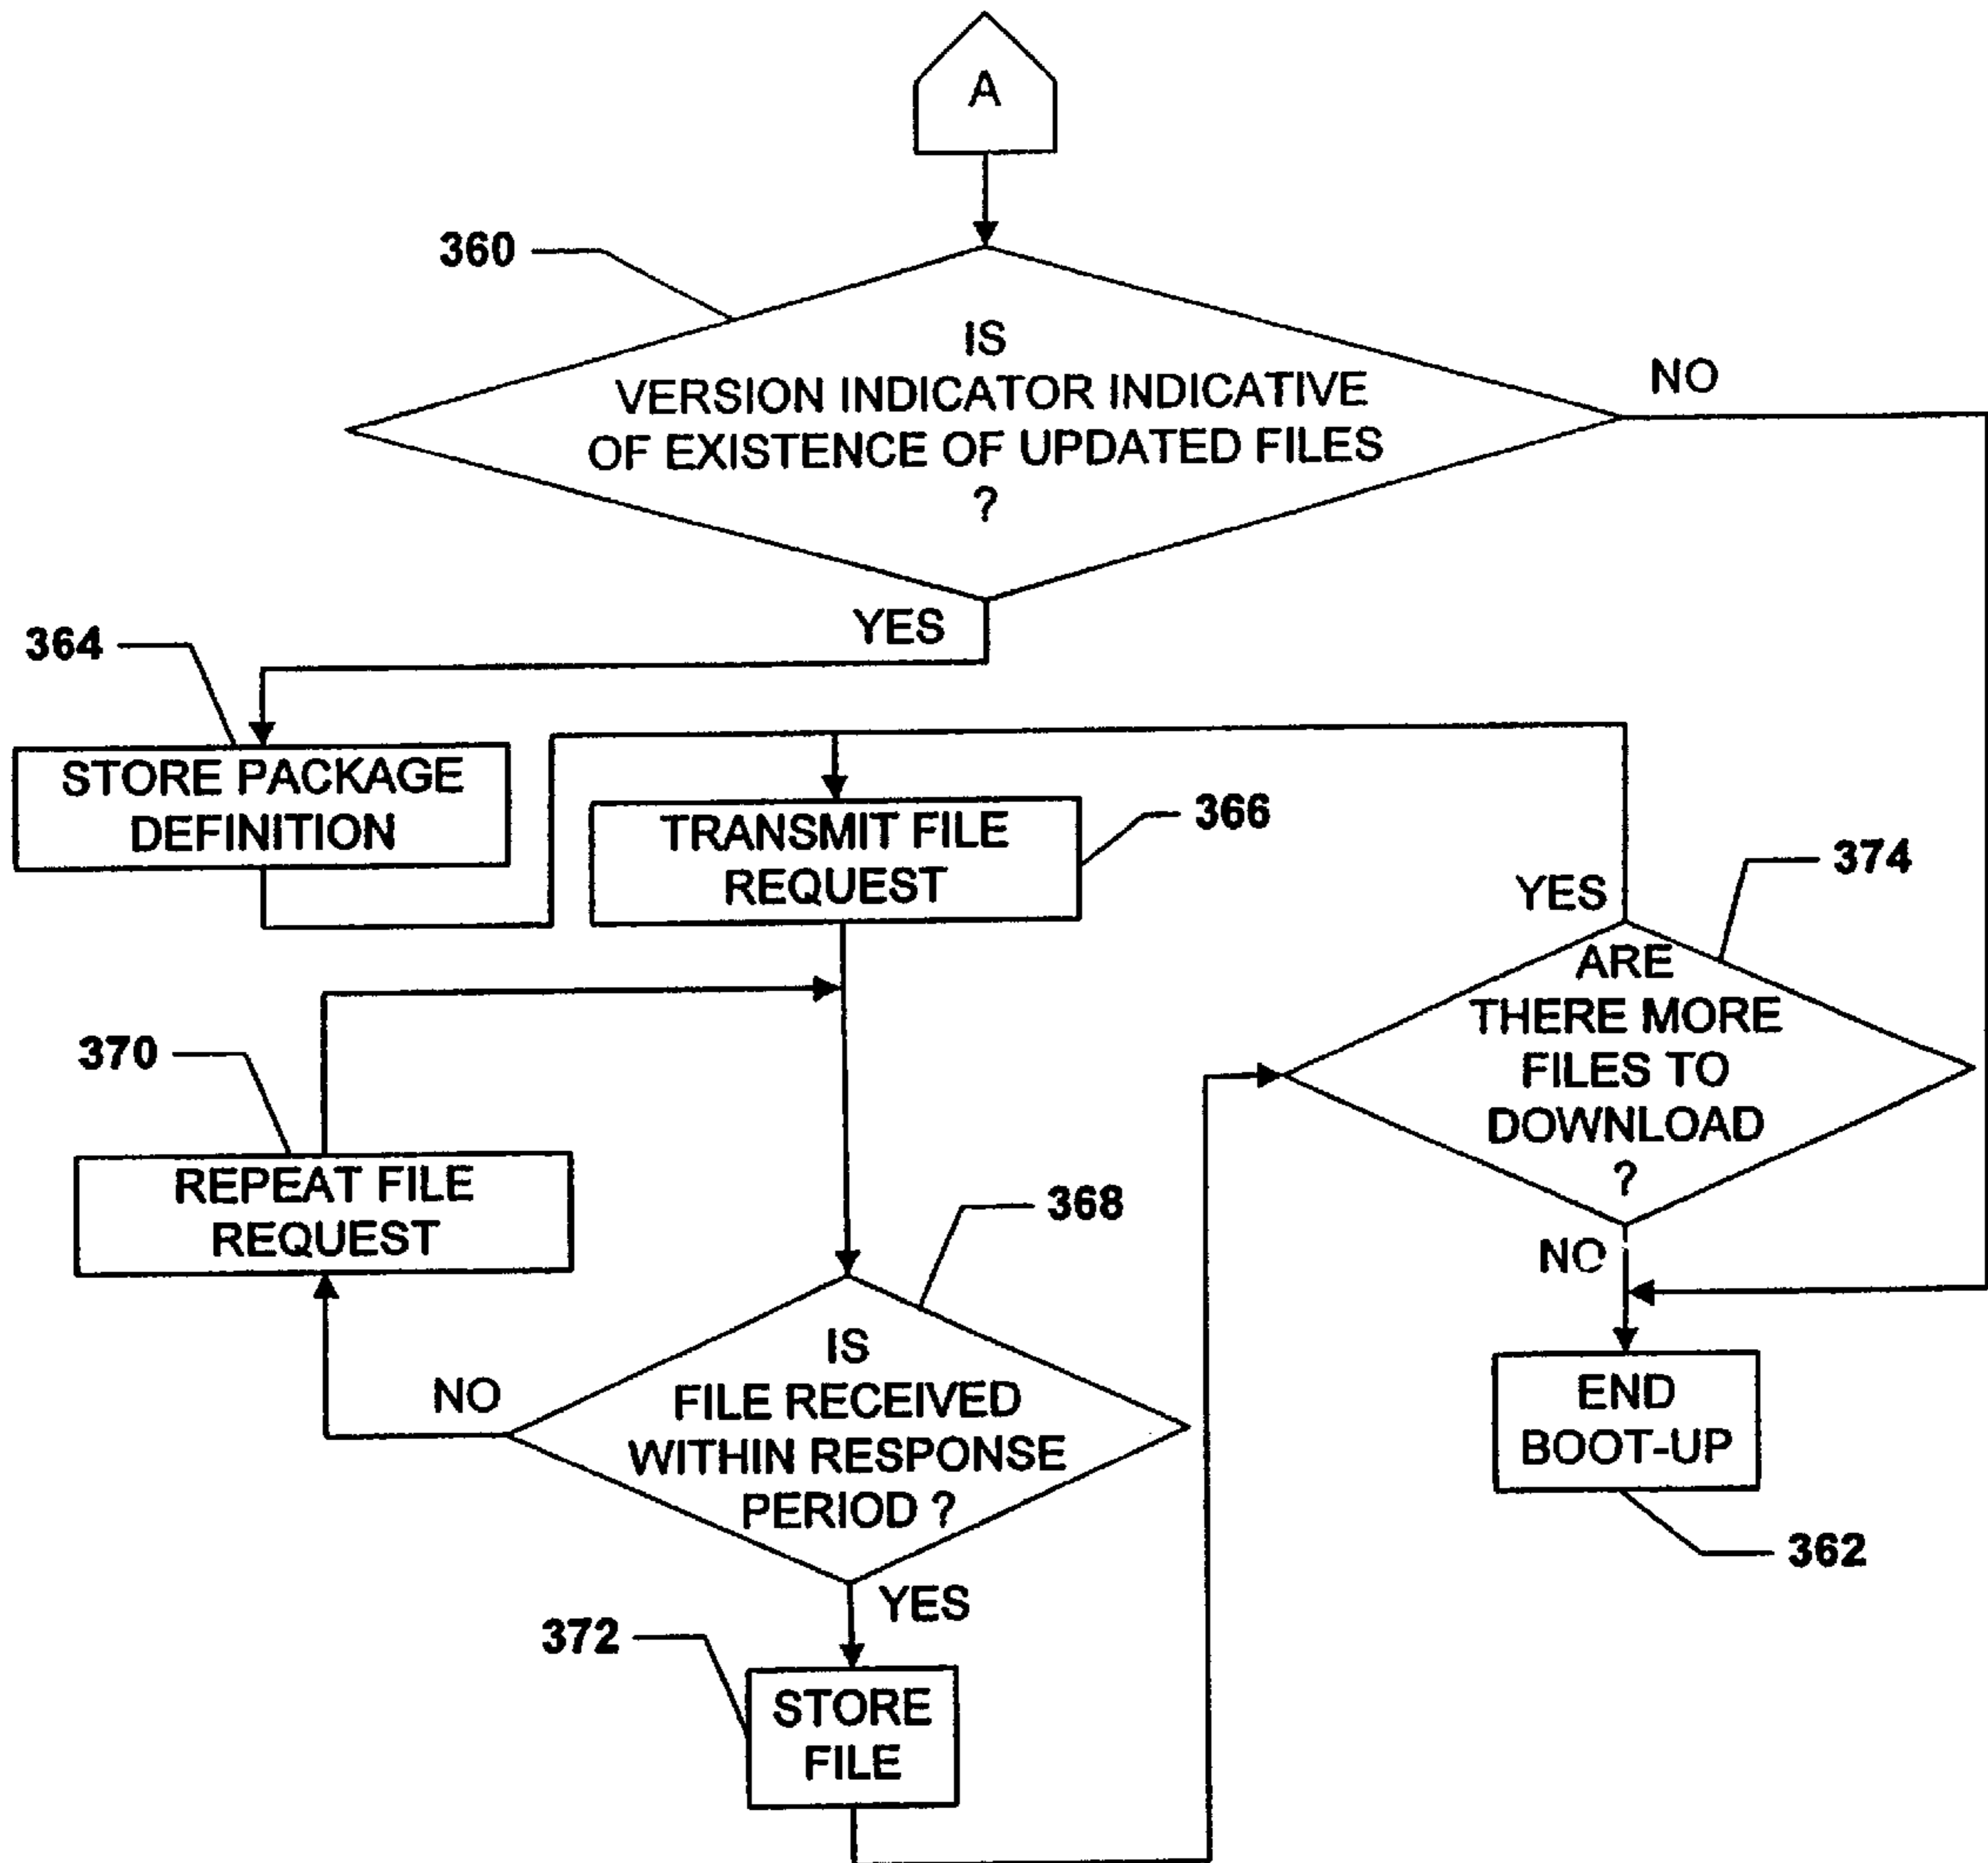 A
360
IS
VERSION INDICATOR INDICATIVE
OF EXISTENCE OF UPDATED FILES
?
NO
YES
364
STORE PACKAGE
DEFINITION
TRANSMIT FILE
REQUEST
366
374
YES
ARE
THERE MORE
FILES TO
DOWNLOAD
?
NO
370
REPEAT FILE
REQUEST
368
IS
FILE RECEIVED
WITHIN RESPONSE
PERIOD ?
NO
YES
END
BOOT-UP
362
372
STORE
FILE